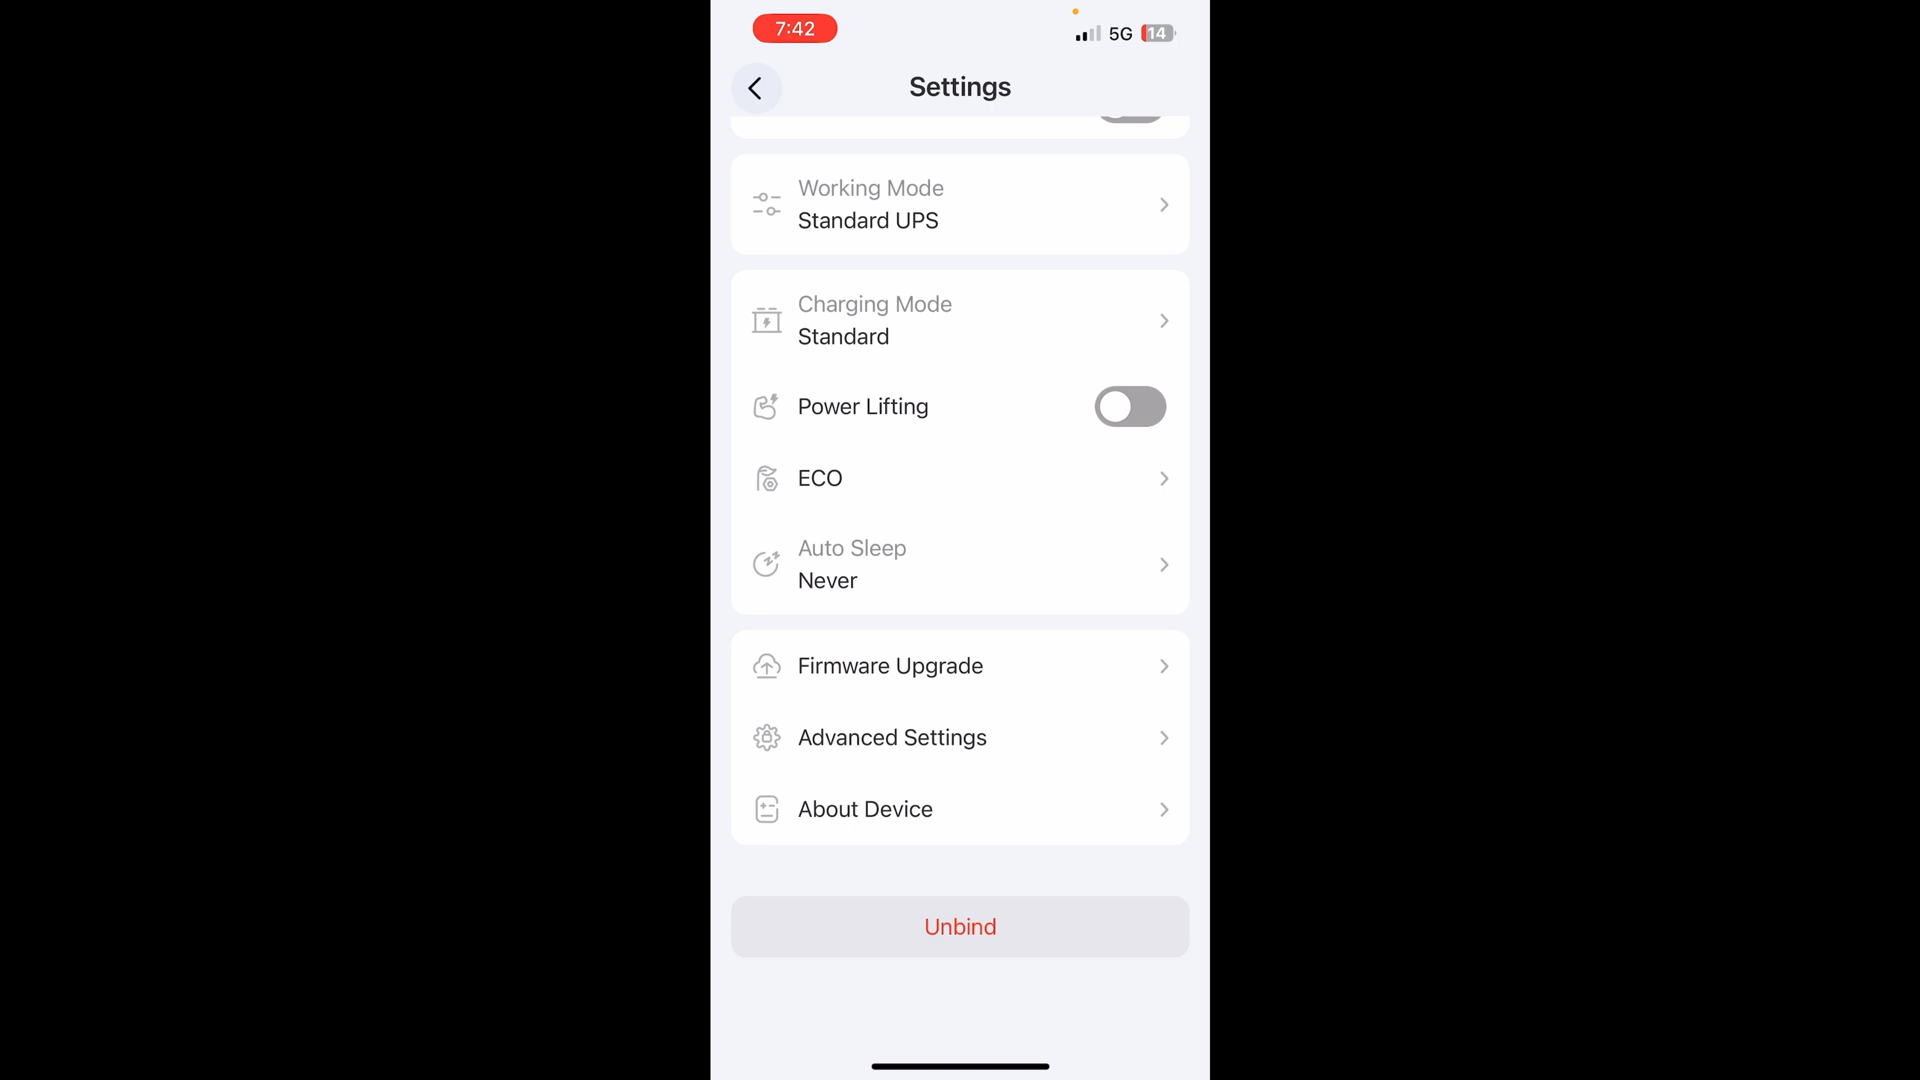 7:42
5G 14
Settings
Working Mode
Standard UPS
Charging Mode
Standard
Power Lifting
ECO
Auto Sleep
Never
Firmware Upgrade
Advanced Settings
About Device
Unbind